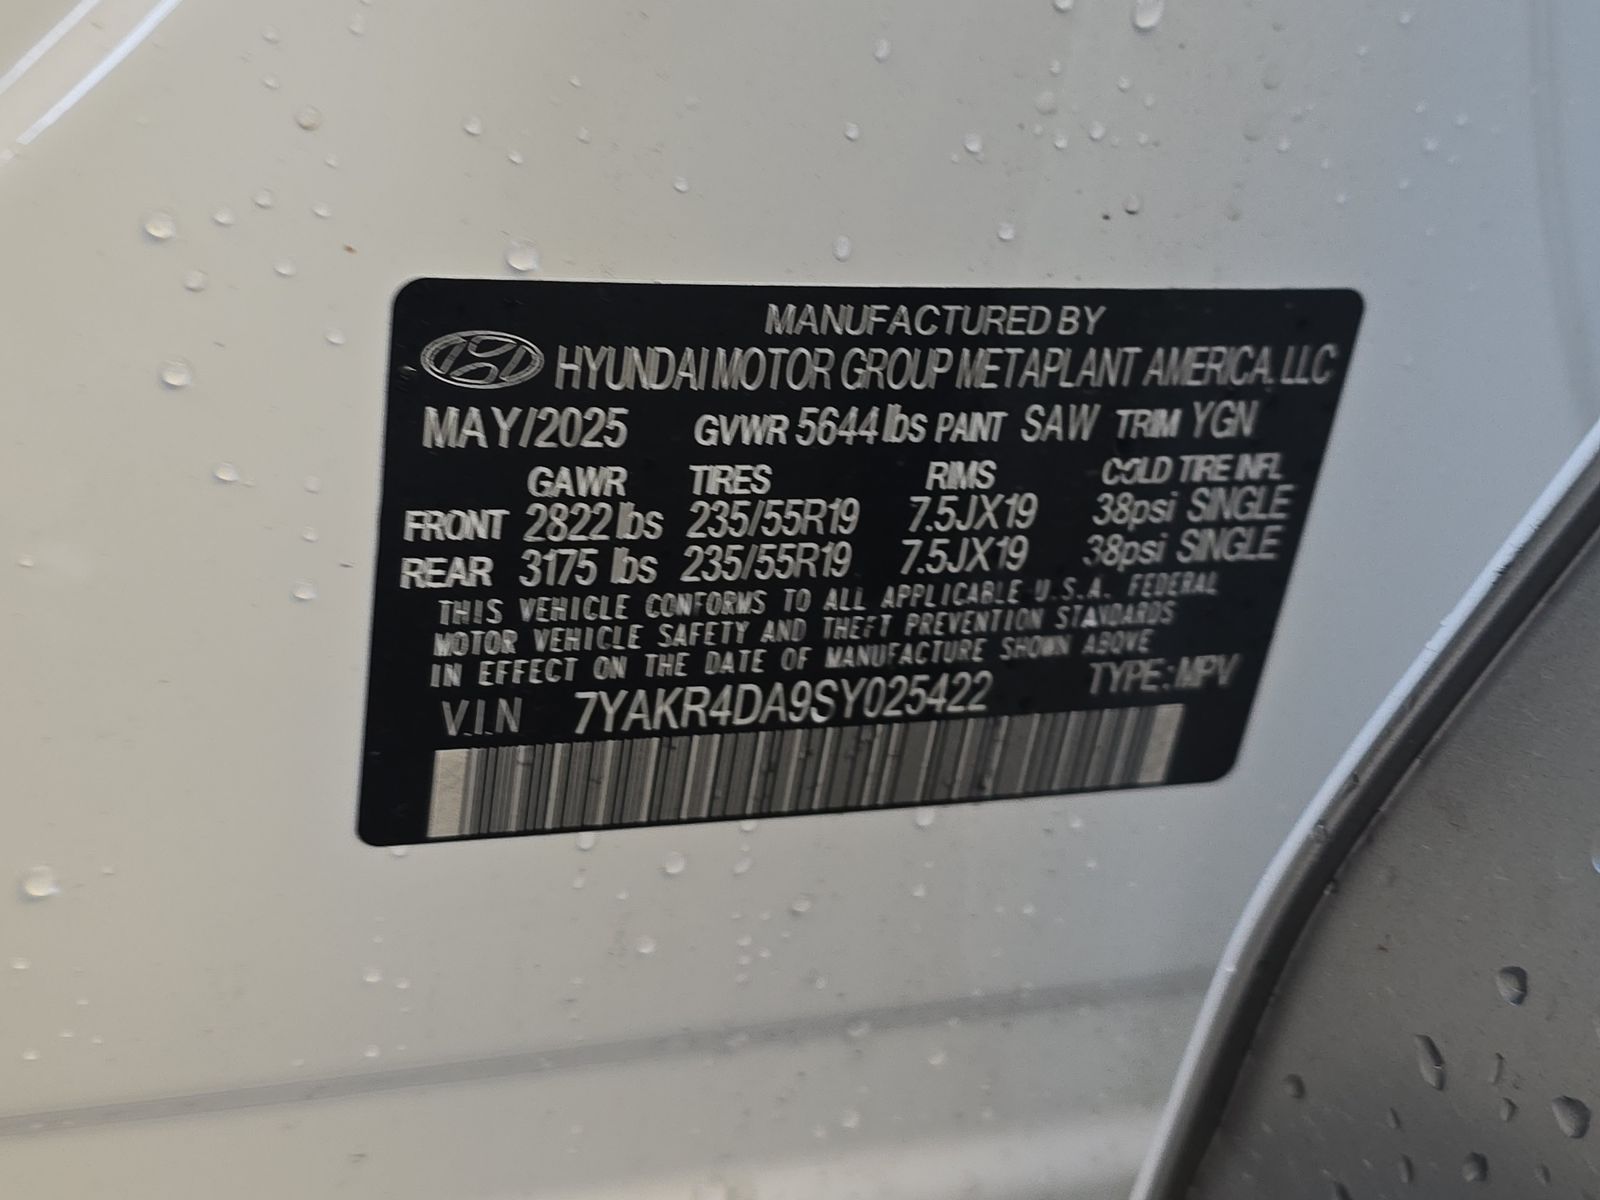 MANUFACTURED BY
HYUNDAI MOTOR GROUP METAPLANT AMERICA, LLC
MAY/2025 GVWR 5644 lbs PAINT SAW TRIM YGN
GAWR TIRES RIMS COLD TIRE INFL
FRONT 2822 lbs 235/55R19 7.5JX19 38psi SINGLE
REAR 3175 lbs 235/55R19 7.5JX19 38psi SINGLE
THIS VEHICLE CONFORMS TO ALL APPLICABLE U.S.A. FEDERAL
MOTOR VEHICLE SAFETY AND THEFT PREVENTION STANDARDS
IN EFFECT ON THE DATE OF MANUFACTURE SHOWN ABOVE
V.I.N 7YAKR4DA9SY025422 TYPE: MPV